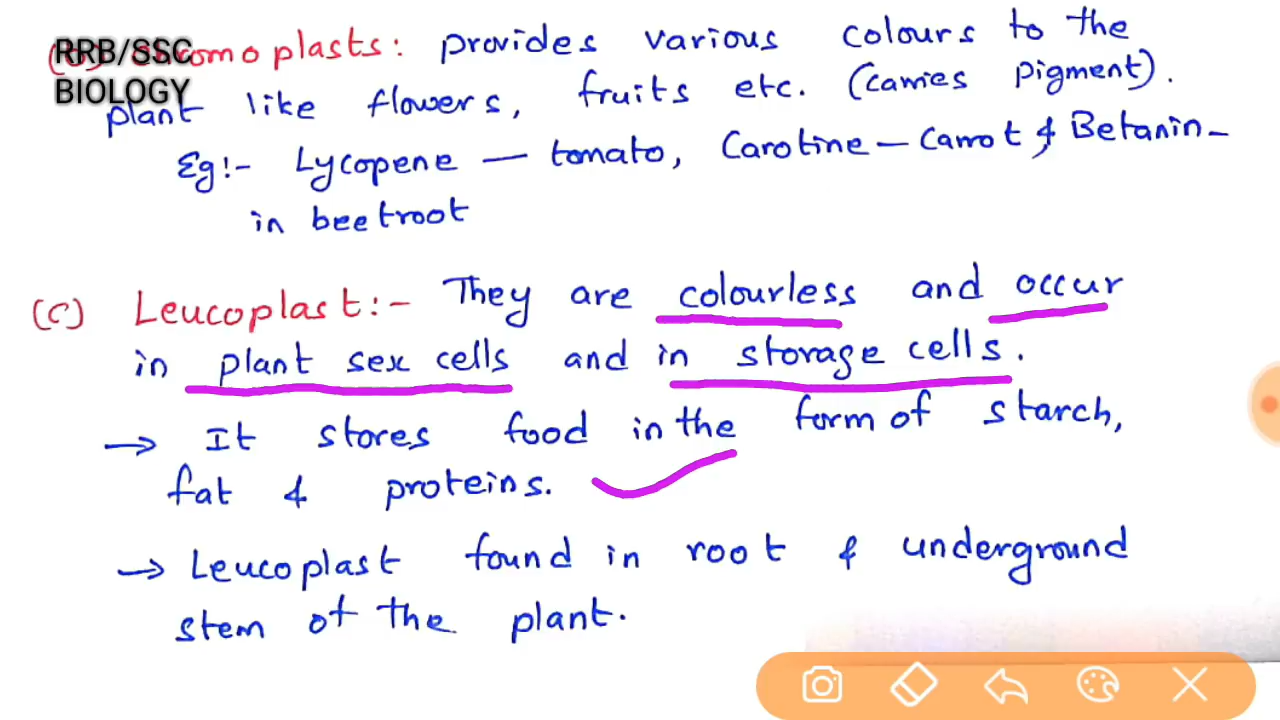 RRB/SSC
BIOLOGY
omoplasts: provides various colours to the
plant like flowers, fruits etc. (carries pigment).
Eg:- Lycopene — tomato, Carotine – Carrot & Betanin –
in beetroot
(c) Leucoplast:- They are colourless and occur
in plant sex cells and in storage cells.
→ It stores food in the form of starch,
fat & proteins.
→ Leucoplast found in root & underground
stem of the plant.